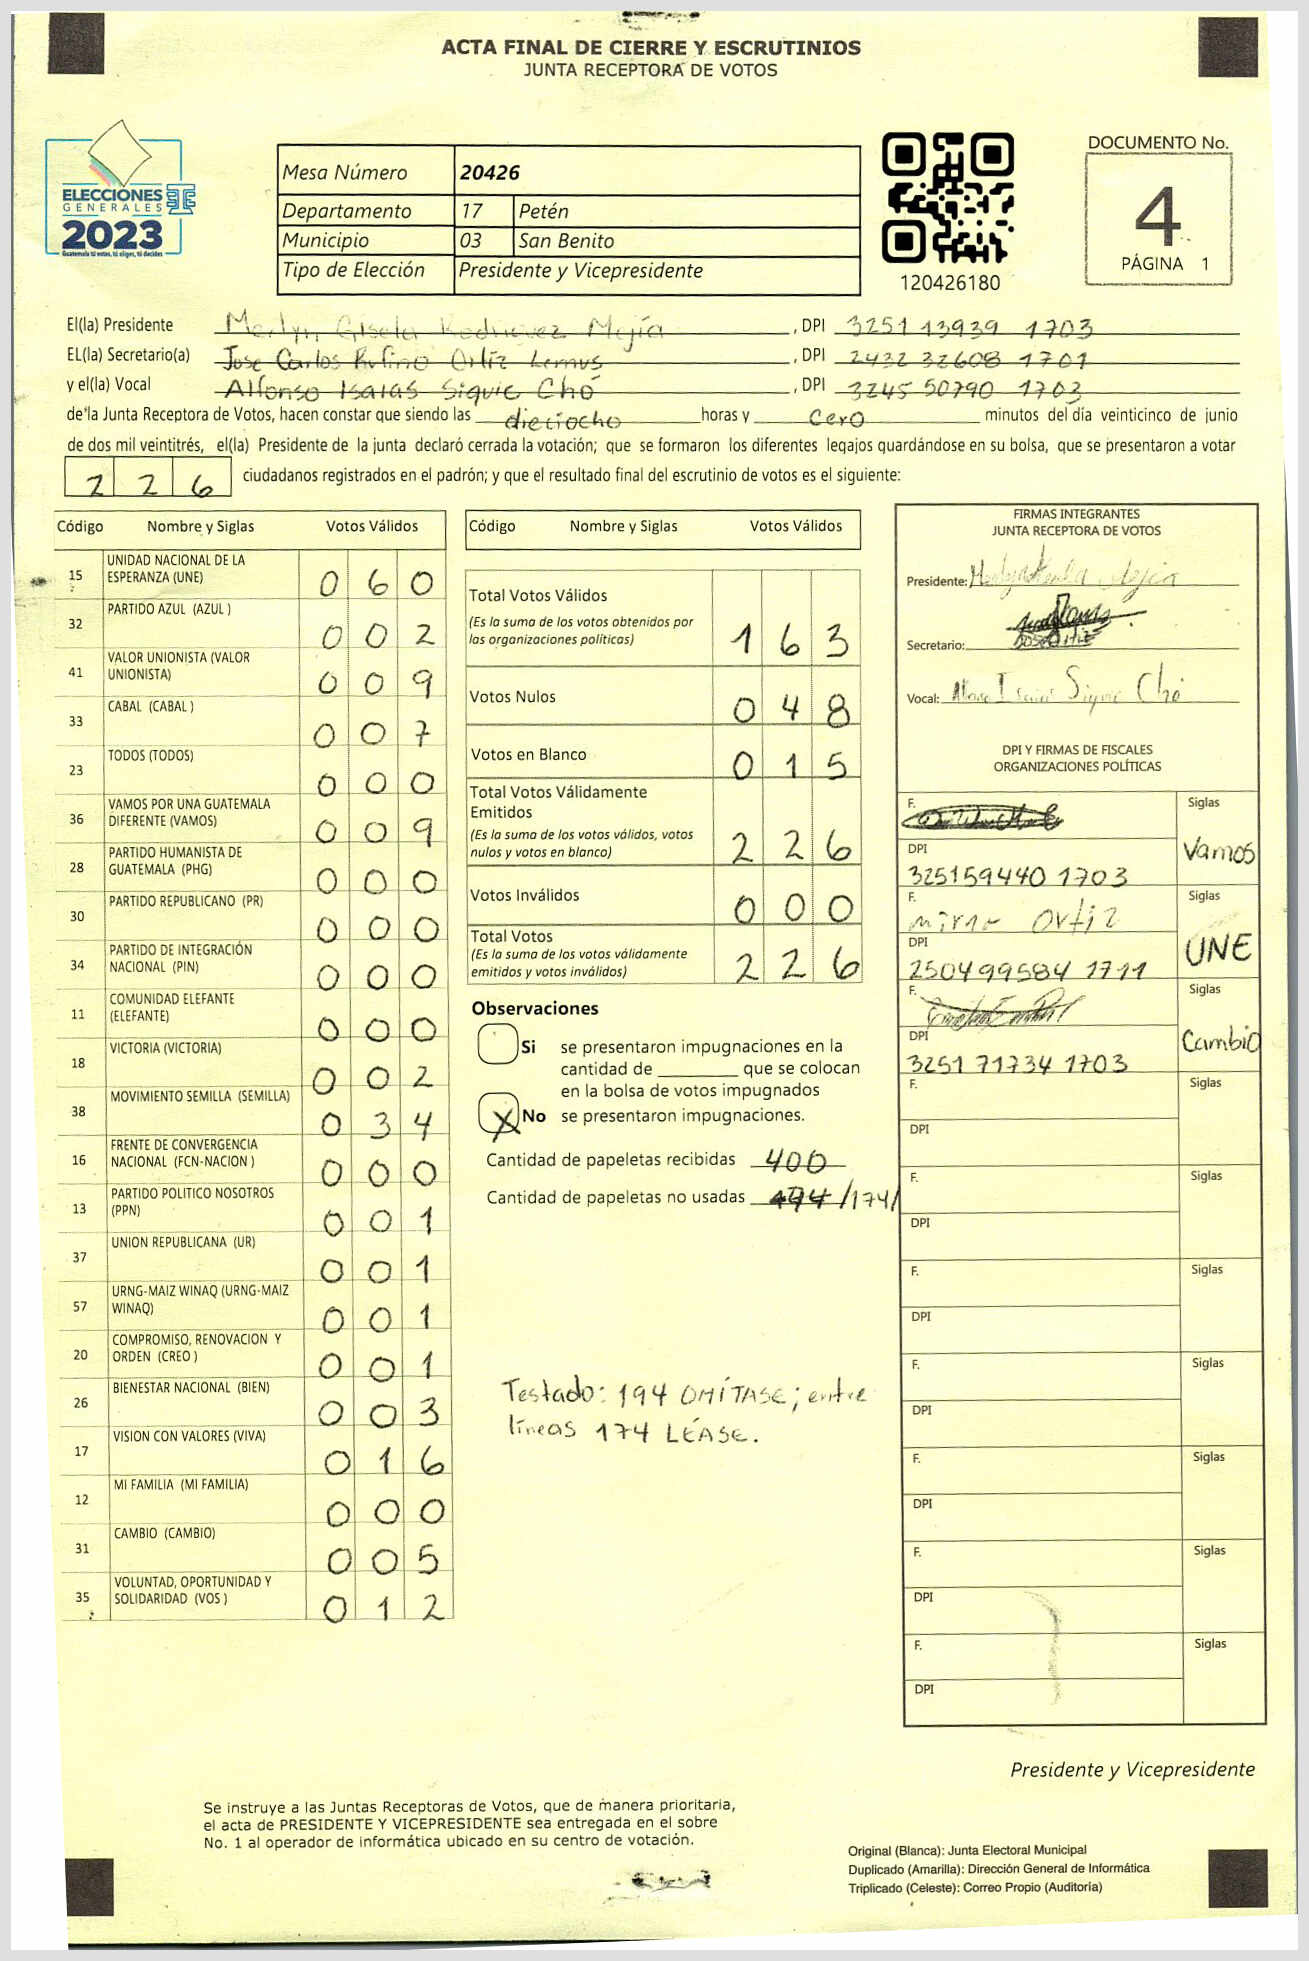 ACTA FINAL DE CIERRE Y ESCRUTINIOS
JUNTA RECEPTORA DE VOTOS
ELECCIONES
GENERALES
2023
Guatemala tú votas, tú eliges, tú decides
Mesa Número 20426
Departamento 17 Petén
Municipio 03 San Benito
Tipo de Elección Presidente y Vicepresidente
120426180
DOCUMENTO No.
4
PÁGINA 1
El(la) Presidente Merlyn Gisela Rodriguez Mejía, DPI 3251 13939 1703
EL(la) Secretario(a) Jose Carlos Rufino Ortiz Lemus, DPI 2432 32608 1701
y el(la) Vocal Alfonso Isaias Siquic Chó, DPI 3245 50790 1703
de la Junta Receptora de Votos, hacen constar que siendo las dieciocho horas y cero minutos del día veinticinco de junio
de dos mil veintitrés, el(la) Presidente de la junta declaró cerrada la votación; que se formaron los diferentes legajos guardándose en su bolsa, que se presentaron a votar
226 ciudadanos registrados en el padrón; y que el resultado final del escrutinio de votos es el siguiente:
Código Nombre y Siglas Votos Válidos
15 UNIDAD NACIONAL DE LA ESPERANZA (UNE) 0 6 0
32 PARTIDO AZUL (AZUL ) 0 0 2
41 VALOR UNIONISTA (VALOR UNIONISTA) 0 0 9
33 CABAL (CABAL ) 0 0 7
23 TODOS (TODOS) 0 0 0
36 VAMOS POR UNA GUATEMALA DIFERENTE (VAMOS) 0 0 9
28 PARTIDO HUMANISTA DE GUATEMALA (PHG) 0 0 0
30 PARTIDO REPUBLICANO (PR) 0 0 0
34 PARTIDO DE INTEGRACIÓN NACIONAL (PIN) 0 0 0
11 COMUNIDAD ELEFANTE (ELEFANTE) 0 0 0
18 VICTORIA (VICTORIA) 0 0 2
38 MOVIMIENTO SEMILLA (SEMILLA) 0 3 4
16 FRENTE DE CONVERGENCIA NACIONAL (FCN-NACION ) 0 0 0
13 PARTIDO POLITICO NOSOTROS (PPN) 0 0 1
37 UNION REPUBLICANA (UR) 0 0 1
57 URNG-MAIZ WINAQ (URNG-MAIZ WINAQ) 0 0 1
20 COMPROMISO, RENOVACION Y ORDEN (CREO ) 0 0 1
26 BIENESTAR NACIONAL (BIEN) 0 0 3
17 VISION CON VALORES (VIVA) 0 1 6
12 MI FAMILIA (MI FAMILIA) 0 0 0
31 CAMBIO (CAMBIO) 0 0 5
35 VOLUNTAD, OPORTUNIDAD Y SOLIDARIDAD (VOS ) 0 1 2
Código Nombre y Siglas Votos Válidos
Total Votos Válidos
(Es la suma de los votos obtenidos por
las organizaciones políticas) 1 6 3
Votos Nulos 0 4 8
Votos en Blanco 0 1 5
Total Votos Válidamente
Emitidos
(Es la suma de los votos válidos, votos
nulos y votos en blanco) 2 2 6
Votos Inválidos 0 0 0
Total Votos
(Es la suma de los votos válidamente
emitidos y votos inválidos) 2 2 6
Observaciones
Si se presentaron impugnaciones en la
cantidad de ________ que se colocan
en la bolsa de votos impugnados
X No se presentaron impugnaciones.
Cantidad de papeletas recibidas 400
Cantidad de papeletas no usadas 194 /174/
Testado: 194 OMÍTASE; entre
líneas 174 LÉASE.
FIRMAS INTEGRANTES
JUNTA RECEPTORA DE VOTOS
Presidente:
Secretario:
Vocal: Isaias Siquic Chó
DPI Y FIRMAS DE FISCALES
ORGANIZACIONES POLÍTICAS
F. Siglas
Vamos
DPI
325159440 1703
F. Mirna Ortiz Siglas
UNE
DPI
250499584 1711
F. Siglas
Cambio
DPI
3251 71734 1703
F. Siglas
DPI
F. Siglas
DPI
F. Siglas
DPI
F. Siglas
DPI
F. Siglas
DPI
F. Siglas
DPI
F. Siglas
DPI
Presidente y Vicepresidente
Se instruye a las Juntas Receptoras de Votos, que de manera prioritaria,
el acta de PRESIDENTE Y VICEPRESIDENTE sea entregada en el sobre
No. 1 al operador de informática ubicado en su centro de votación.
Original (Blanca): Junta Electoral Municipal
Duplicado (Amarilla): Dirección General de Informática
Triplicado (Celeste): Correo Propio (Auditoría)